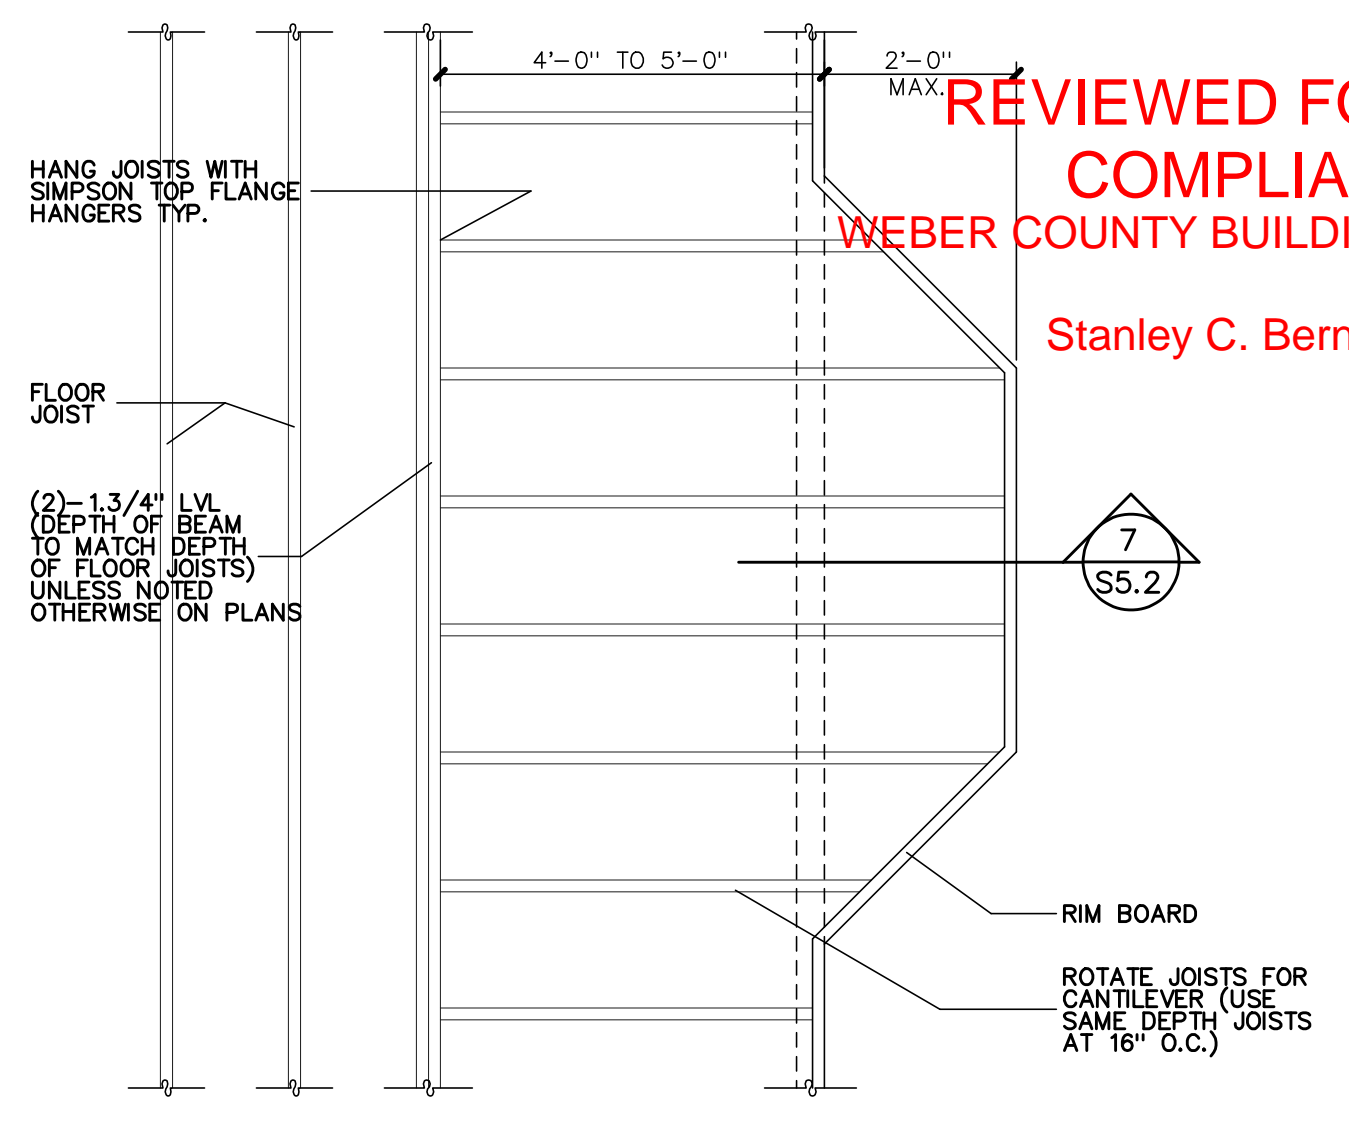 4'-0" TO 5'-0"
2'-0"
MAX.
REVIEWED
COMPLIA
WEBER COUNTY BUILDI
Stanley C. Bern
HANG JOISTS WITH
SIMPSON TOP FLANGE
HANGERS TYP.
FLOOR
JOIST
(2)-1.3/4" LVL
(DEPTH OF BEAM
TO MATCH DEPTH
OF FLOOR JOISTS)
UNLESS NOTED
OTHERWISE ON PLANS
7
S5.2
RIM BOARD
ROTATE JOISTS FOR
CANTILEVER (USE
SAME DEPTH JOISTS
AT 16" O.C.)